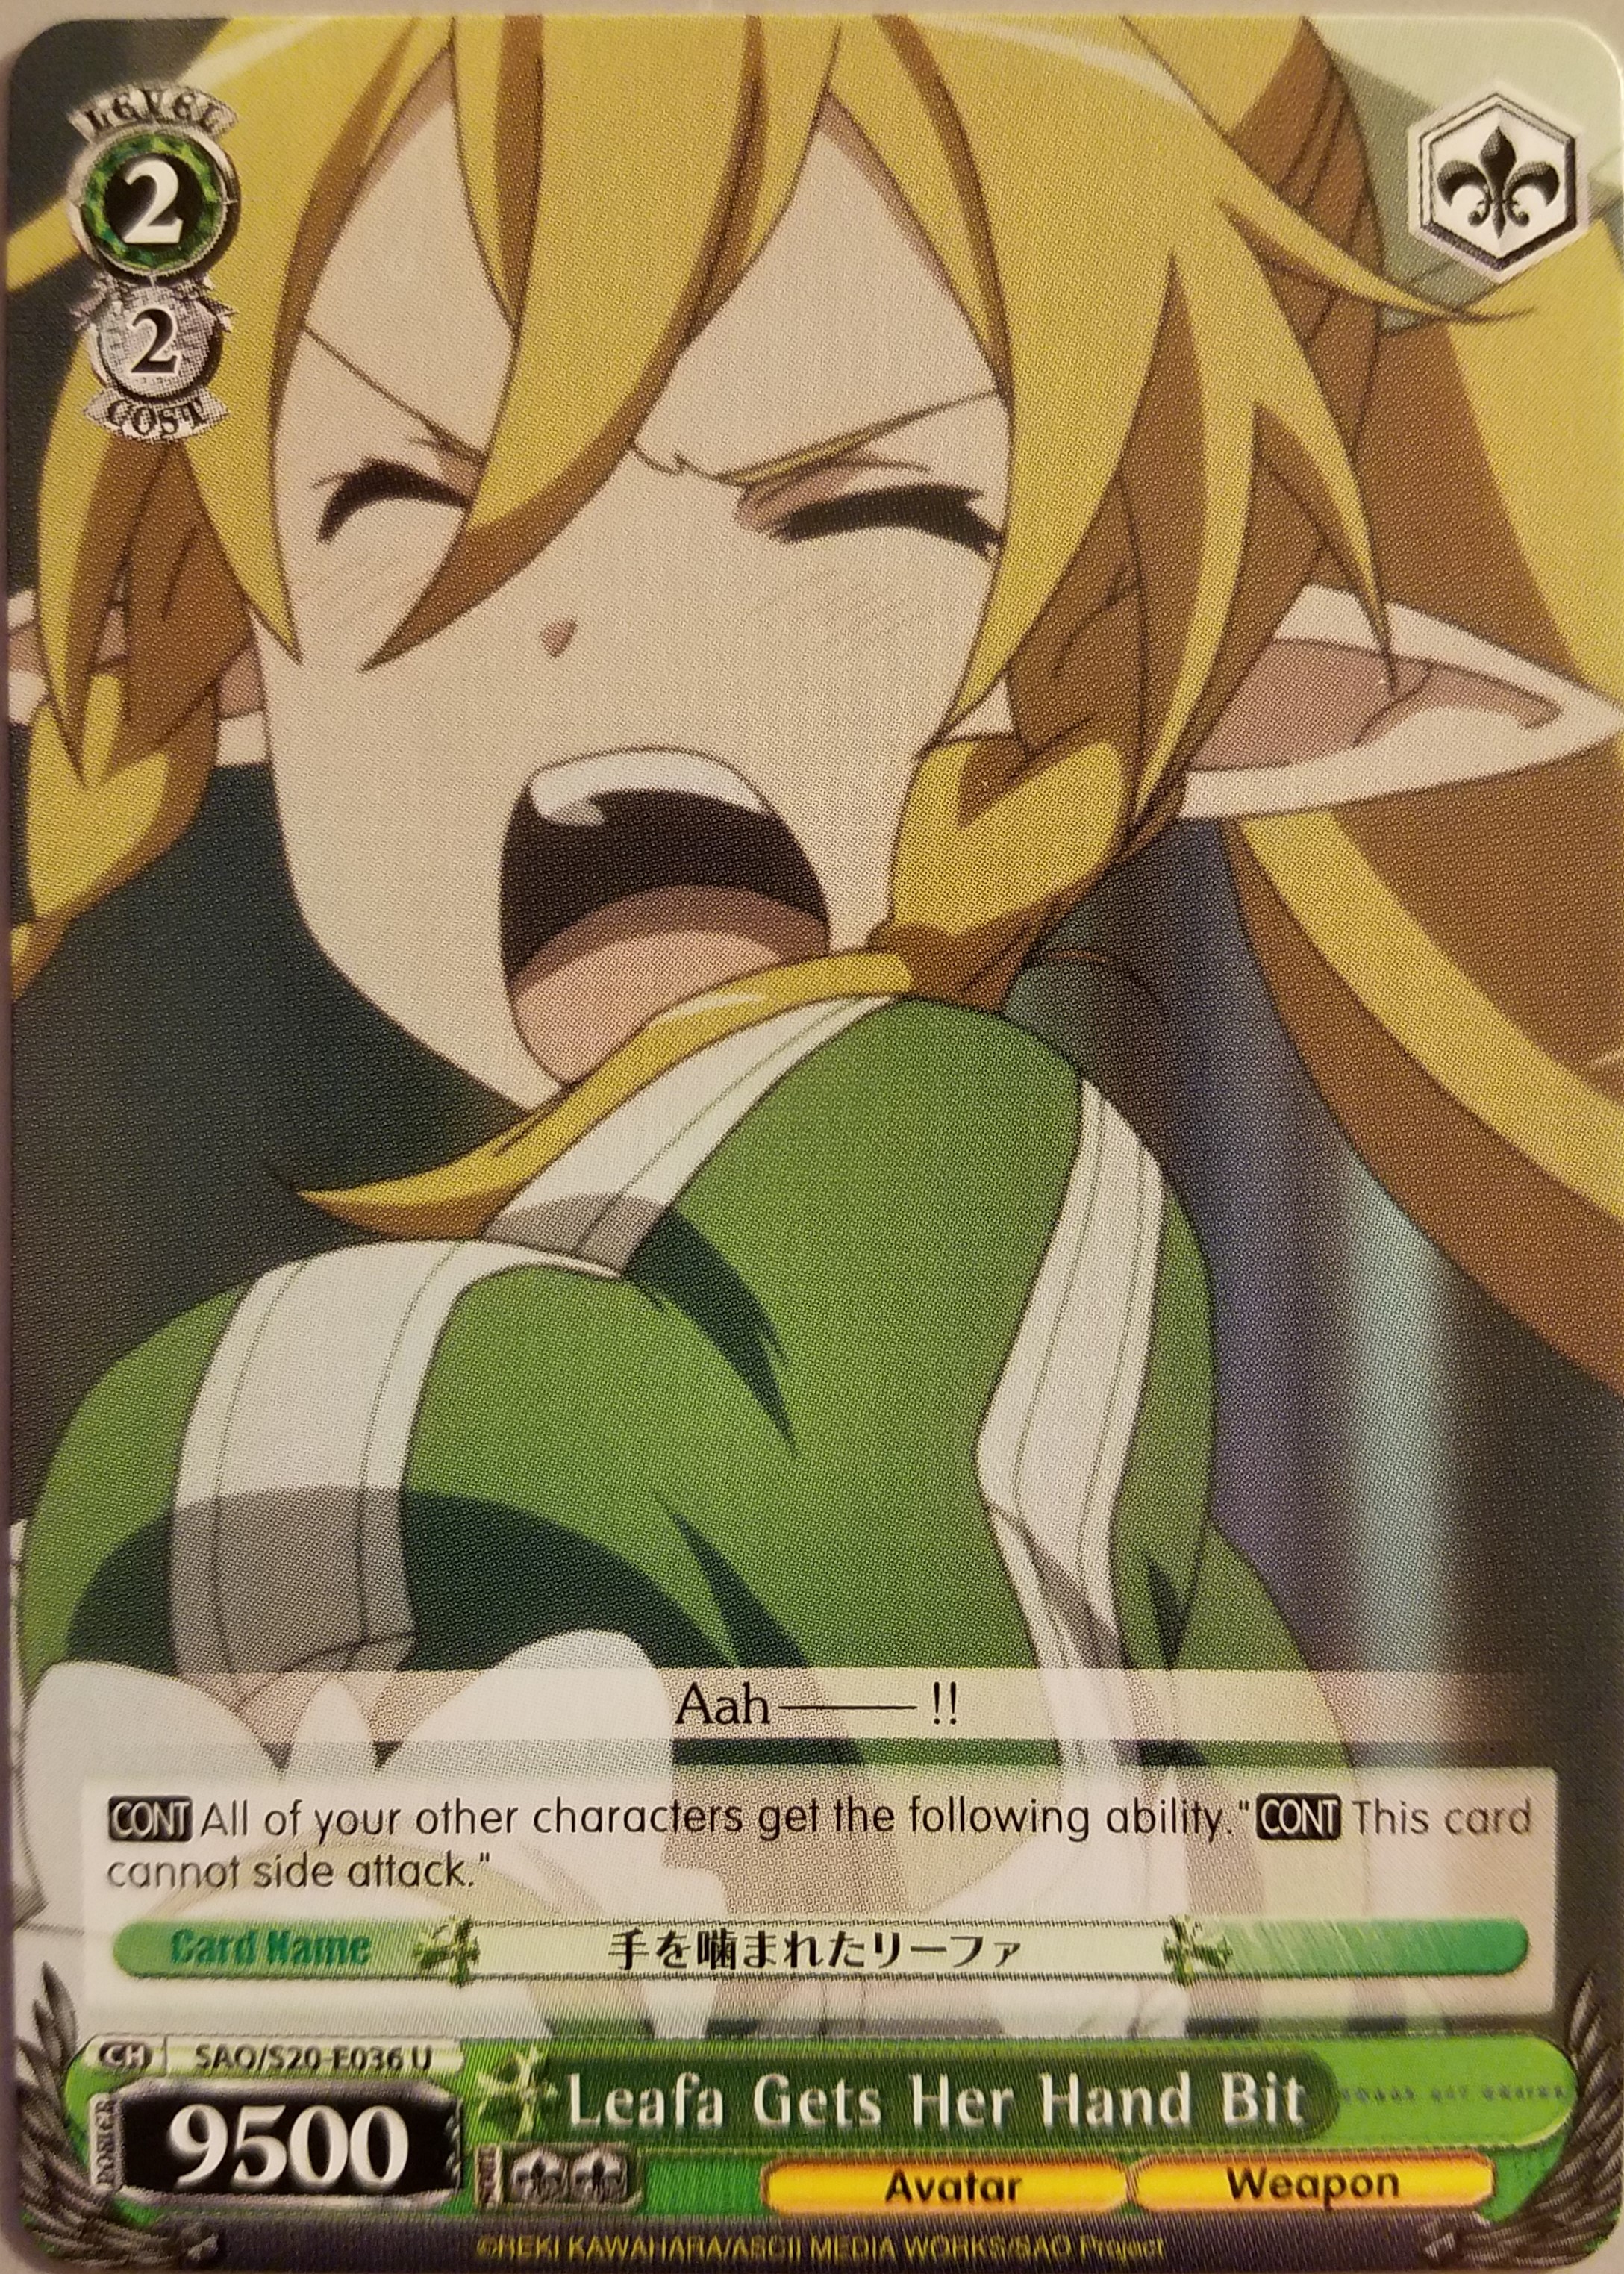 LEVEL
2
2
COST
Aah———!!
CONT All of your other characters get the following ability." CONT This card
cannot side attack."
Card Name 手を噛まれたリーファ
CH SAO/S20-E036 U
Leafa Gets Her Hand Bit
POWER 9500
SOUL
Avatar Weapon
©REKI KAWAHARA/ASCII MEDIA WORKS/SAO Project